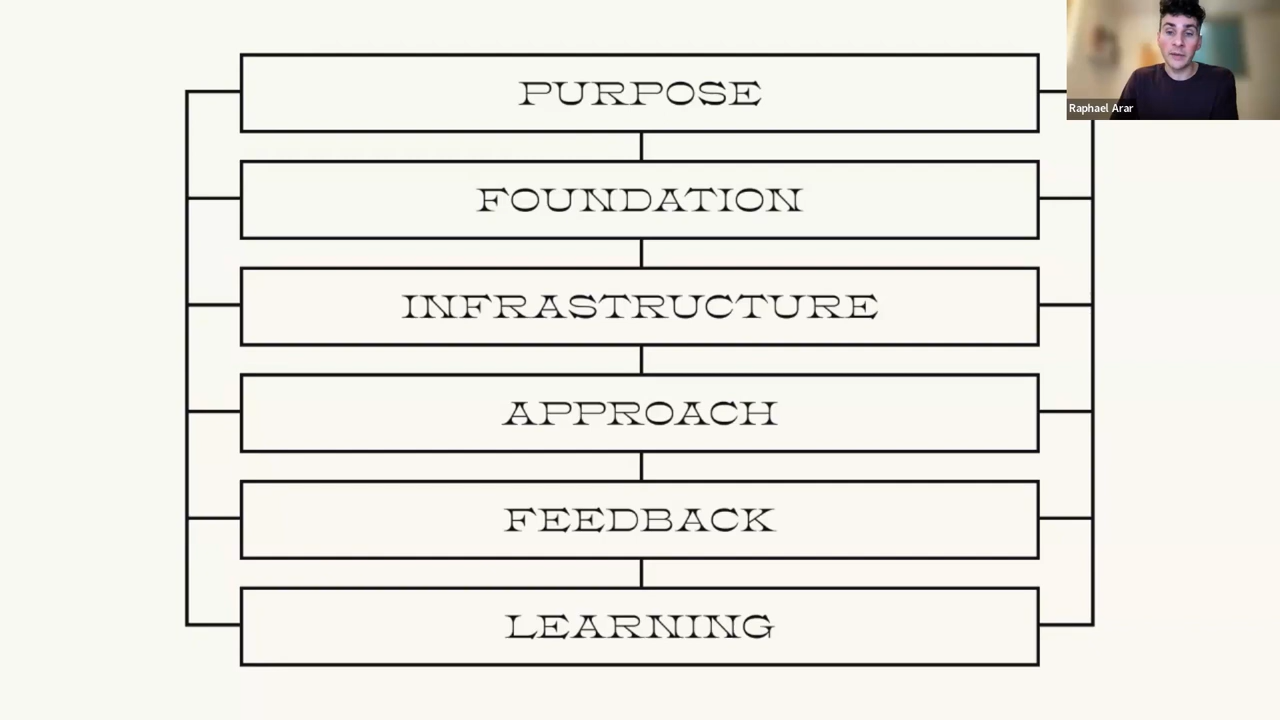 PURPOSE
Raphael Arar
FOUNDATION
INFRASTRUCTURE
APPROACH
FEEDBACK
LEARNING